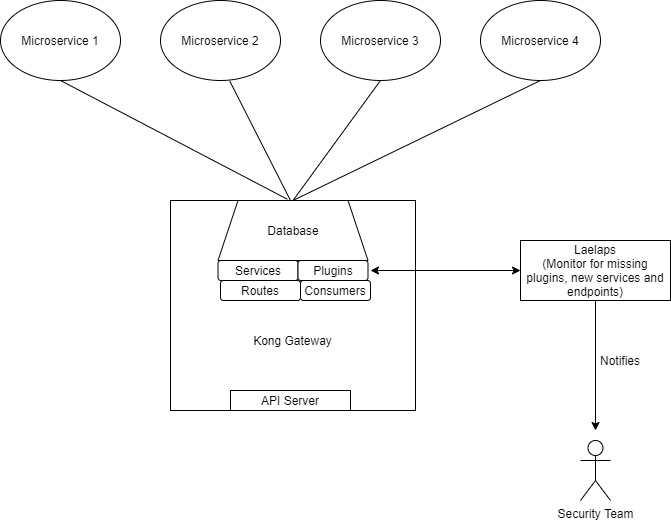 Microservice 1
Microservice 2
Microservice 3
Microservice 4
Database
Services
Plugins
Routes
Consumers
Kong Gateway
API Server
Laelaps
(Monitor for missing
plugins, new services and
endpoints)
Notifies
Security Team